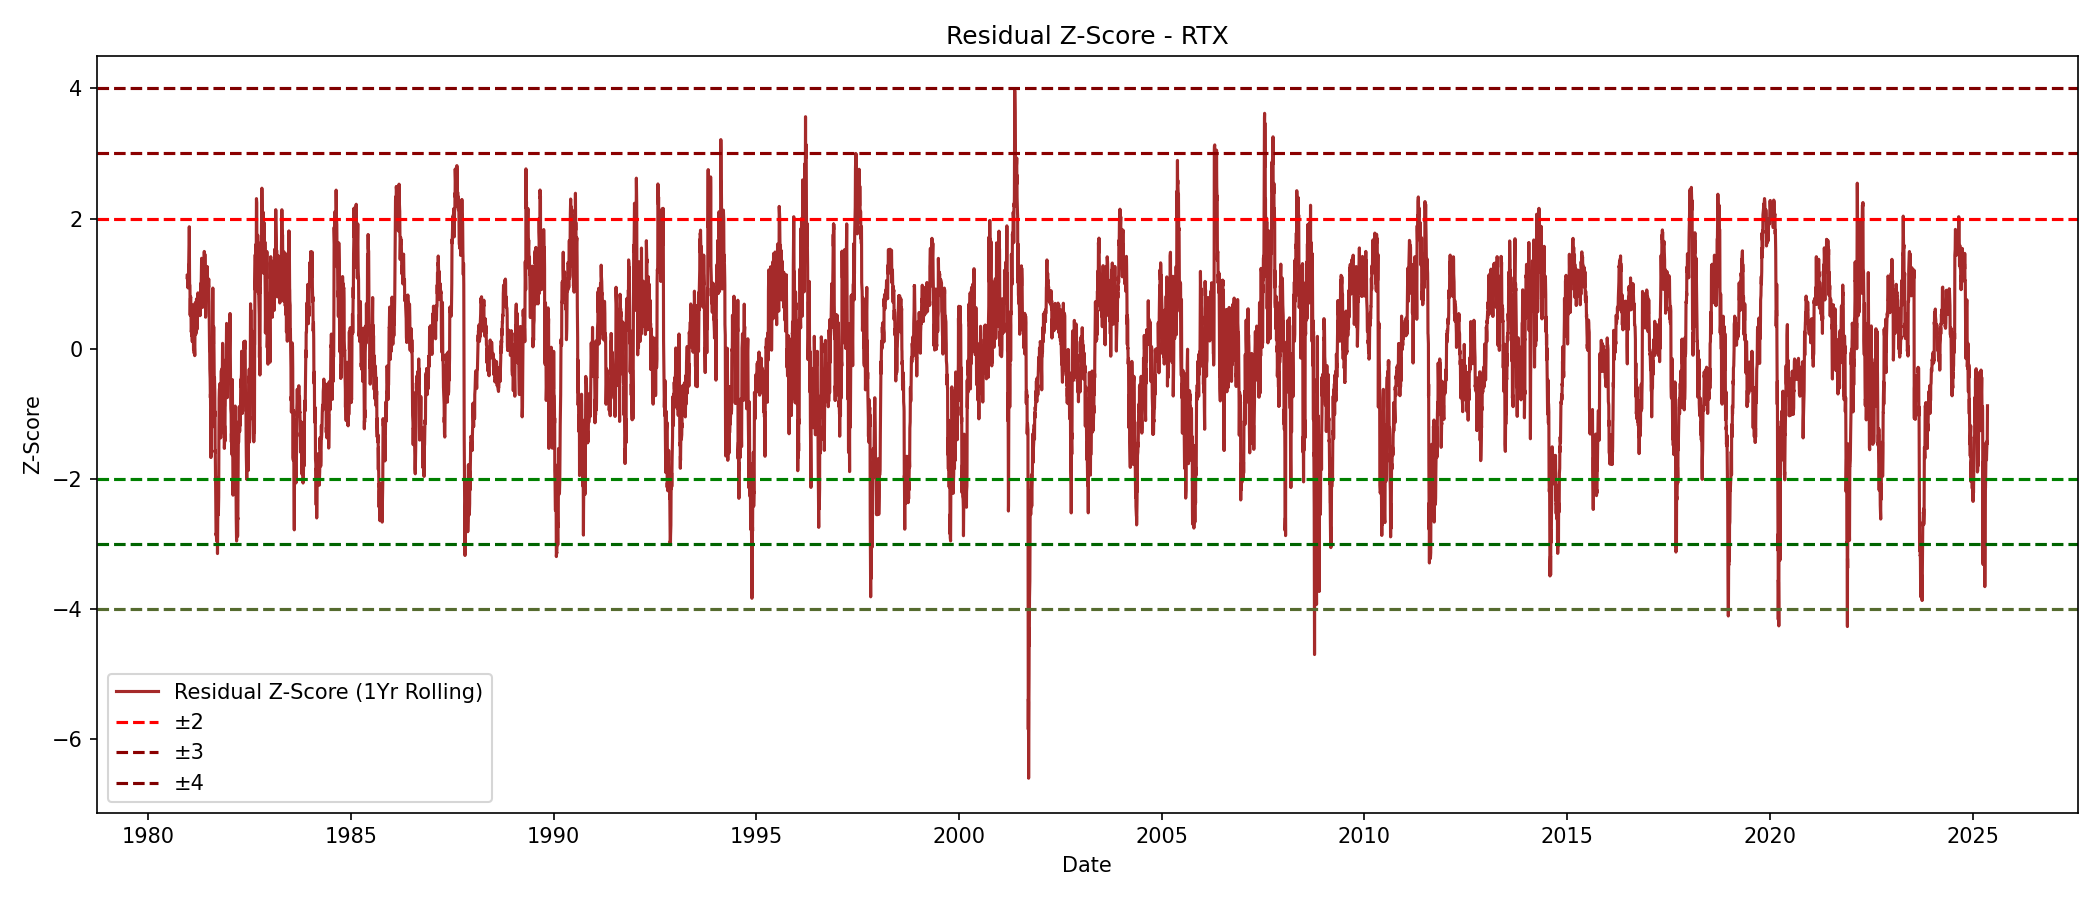 Residual Z-Score - RTX
Z-Score
4
2
0
−2
−4
−6
Residual Z-Score (1Yr Rolling)
±2
±3
±4
1980 1985 1990 1995 2000 2005 2010 2015 2020 2025
Date